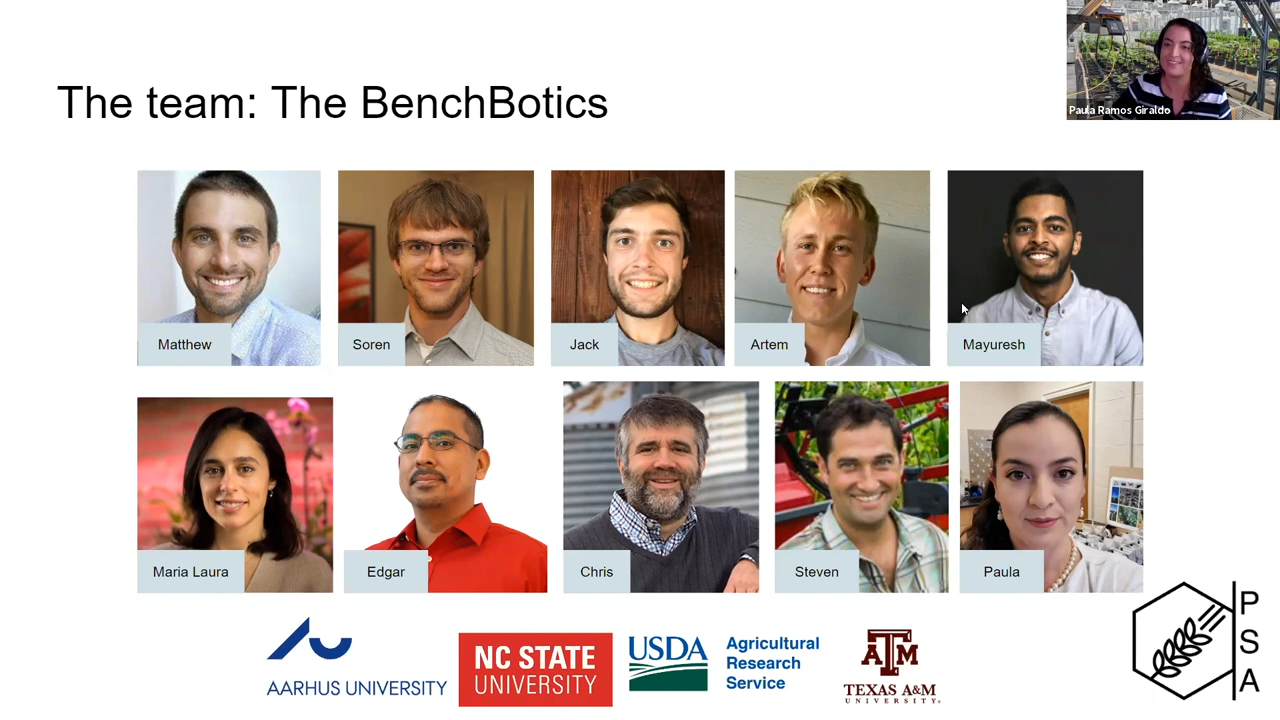 Paula Ramos Giraldo
The team: The BenchBotics
Matthew
Soren
Jack
Artem
Mayuresh
Maria Laura
Edgar
Chris
Steven
Paula
AARHUS UNIVERSITY
NC STATE
UNIVERSITY
USDA
Agricultural
Research
Service
ATM
TEXAS A&M
UNIVERSITY
P
S
A